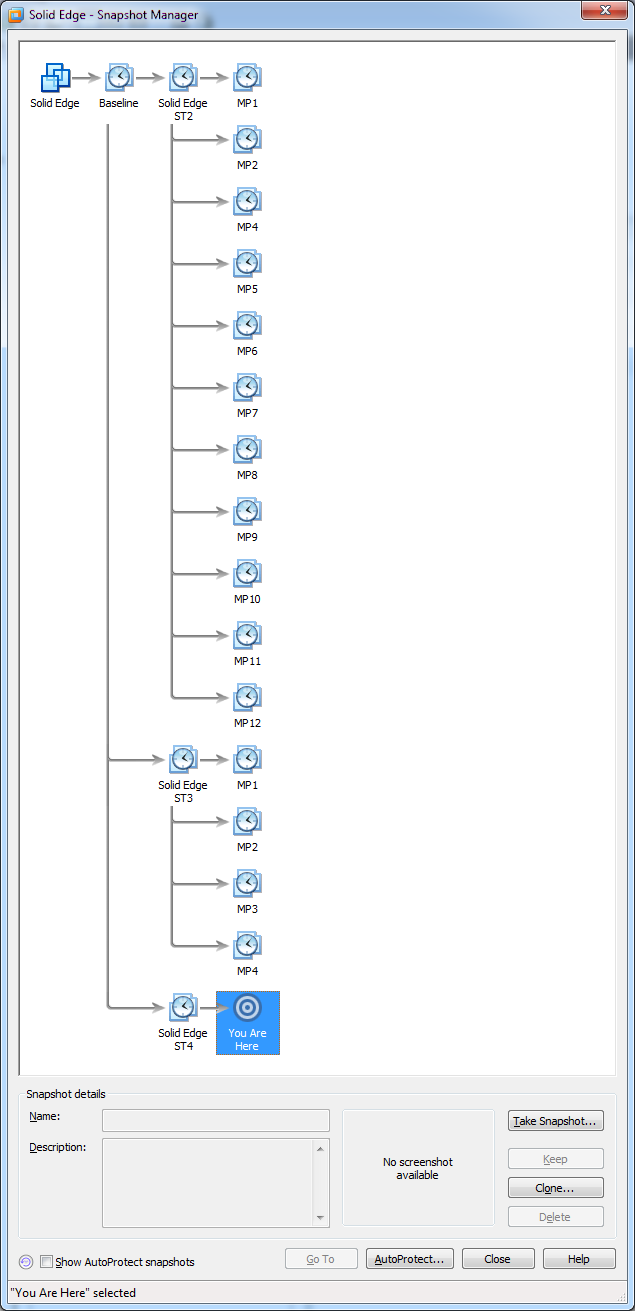 Solid Edge - Snapshot Manager
Solid Edge
Baseline
Solid Edge
ST2
MP1
MP2
MP4
MP5
MP6
MP7
MP8
MP9
MP10
MP11
MP12
Solid Edge
ST3
MP1
MP2
MP3
MP4
Solid Edge
ST4
You Are
Here
Snapshot details
Name:
Description:
No screenshot
available
Take Snapshot...
Keep
Clone...
Delete
Show AutoProtect snapshots
Go To
AutoProtect...
Close
Help
"You Are Here" selected